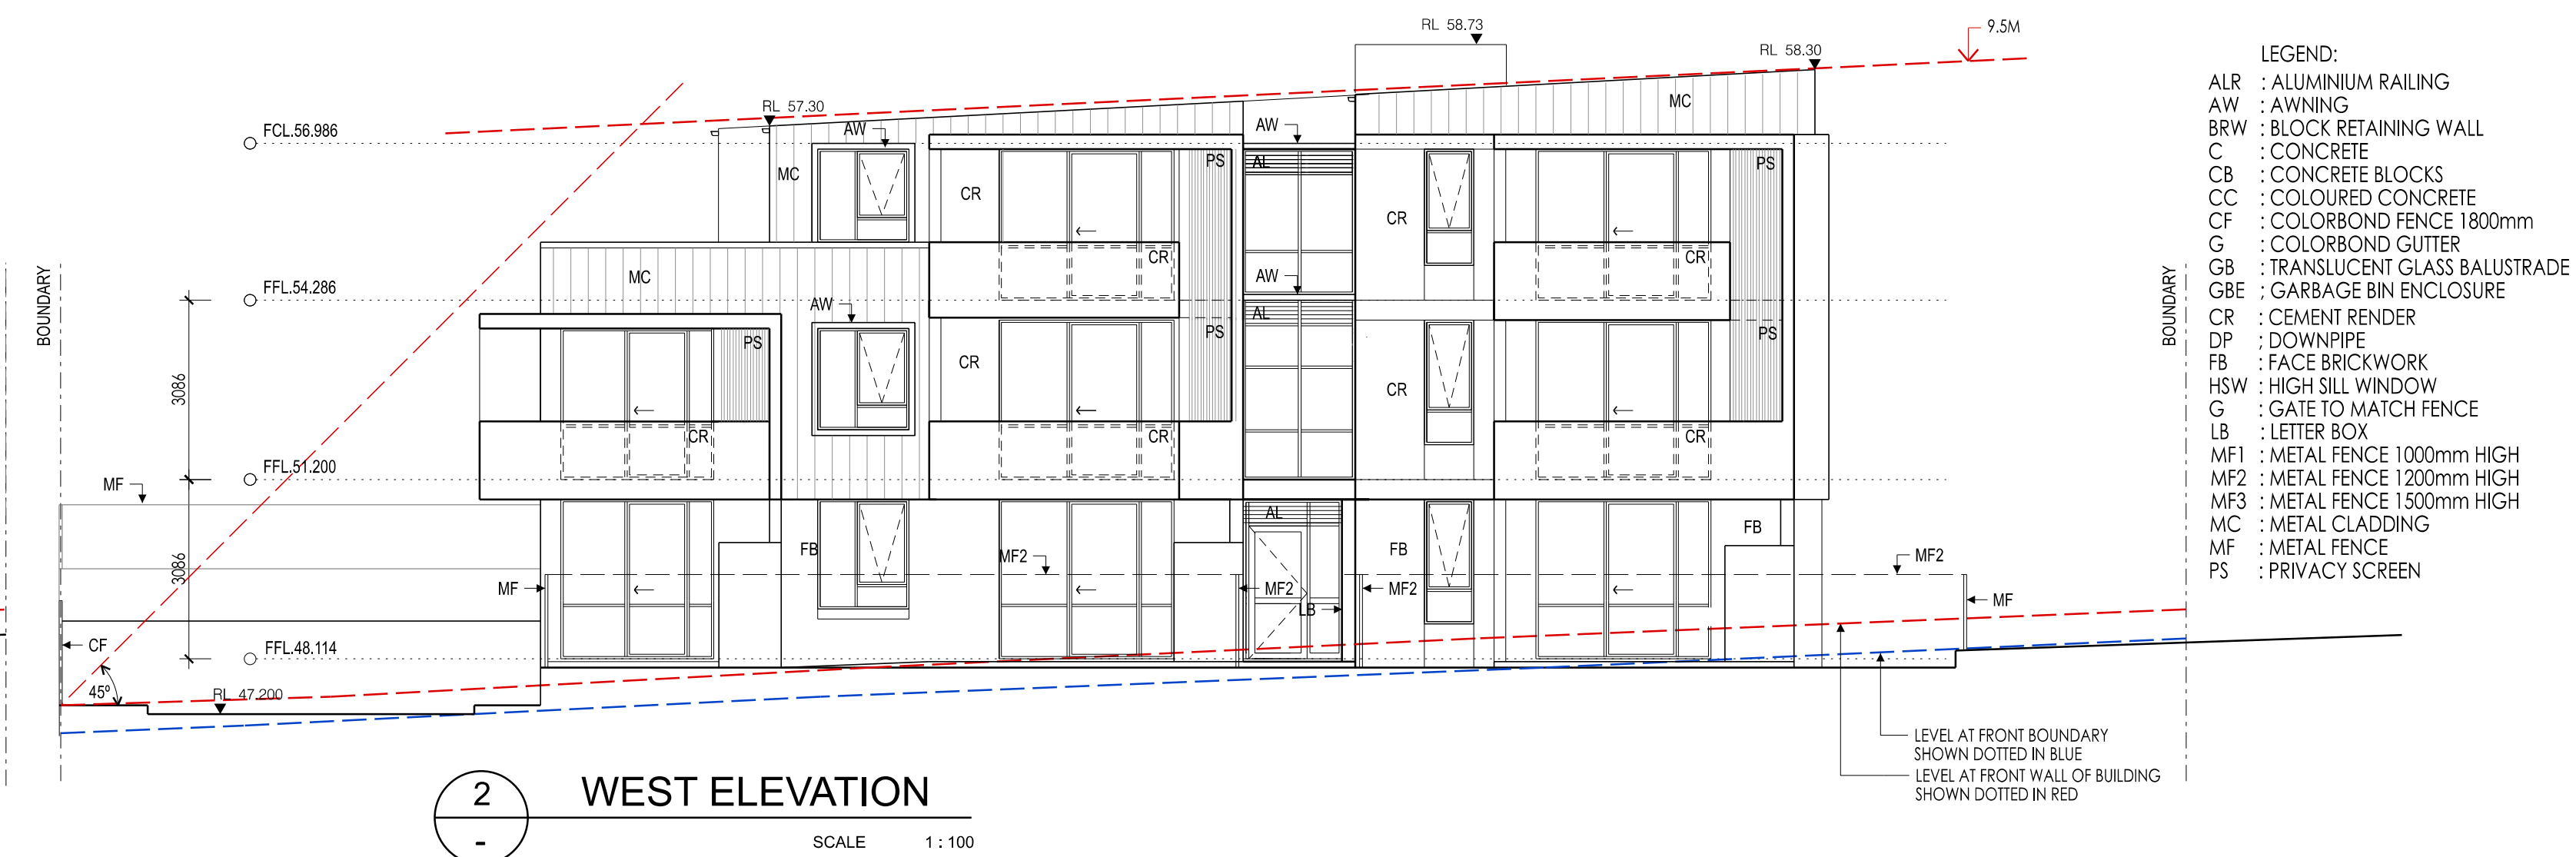 RL 58.73
9.5M
RL 58.30
RL 57.30
FCL.56.986
AW
AW
MC
MC
PS
AL
PS
CR
CR
BOUNDARY
FFL.54.286
MC
AW
CR
AW
CR
BOUNDARY
AL
PS
PS
PS
CR
CR
3086
CR
CR
CR
FFL.51.200
MF
AL
FB
FB
FB
3086
MF2
MF2
MF
MF2
MF2
MF
LB
CF
FFL.48.114
45°
RL 47.200
LEVEL AT FRONT BOUNDARY
SHOWN DOTTED IN BLUE
LEVEL AT FRONT WALL OF BUILDING
SHOWN DOTTED IN RED
2
-
WEST ELEVATION
SCALE 1 : 100
LEGEND:
ALR : ALUMINIUM RAILING
AW : AWNING
BRW : BLOCK RETAINING WALL
C : CONCRETE
CB : CONCRETE BLOCKS
CC : COLOURED CONCRETE
CF : COLORBOND FENCE 1800mm
G : COLORBOND GUTTER
GB : TRANSLUCENT GLASS BALUSTRADE
GBE ; GARBAGE BIN ENCLOSURE
CR : CEMENT RENDER
DP ; DOWNPIPE
FB : FACE BRICKWORK
HSW : HIGH SILL WINDOW
G : GATE TO MATCH FENCE
LB : LETTER BOX
MF1 : METAL FENCE 1000mm HIGH
MF2 : METAL FENCE 1200mm HIGH
MF3 : METAL FENCE 1500mm HIGH
MC : METAL CLADDING
MF : METAL FENCE
PS : PRIVACY SCREEN